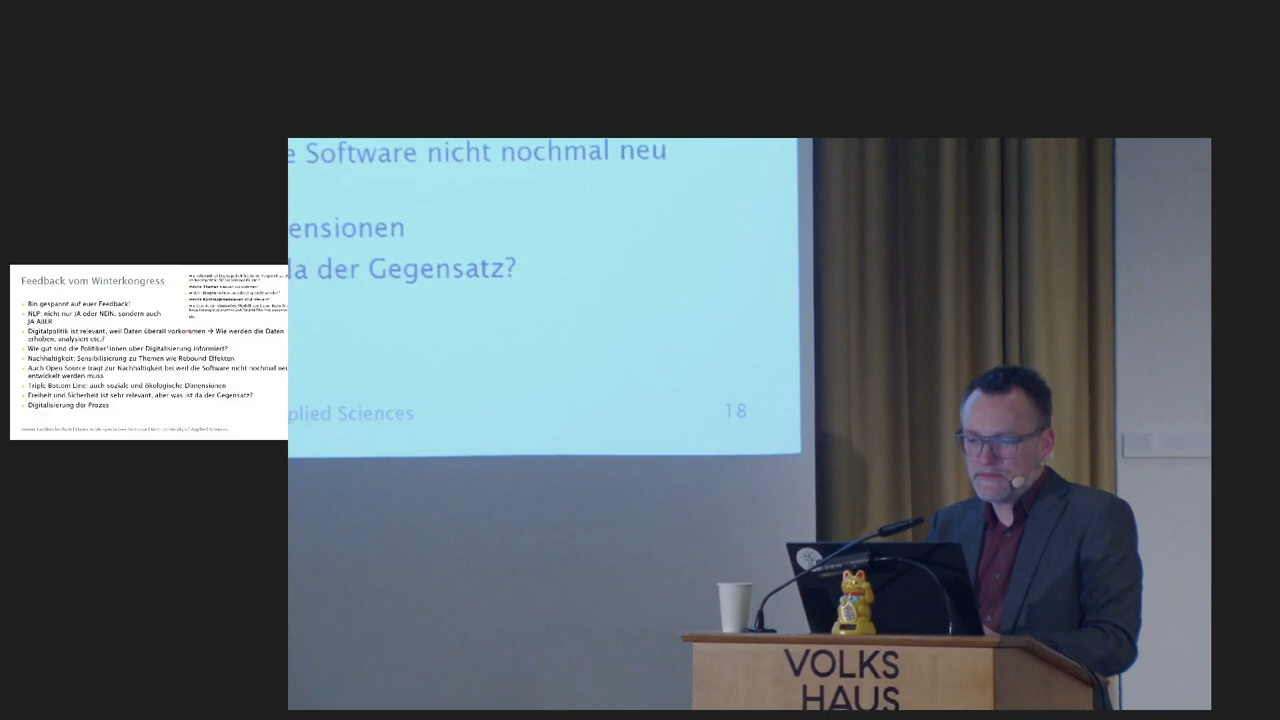 Feedback vom Winterkongress
Bin gespannt auf euer Feedback!
NLP: nicht nur JA oder NEIN, sondern auch
JA ABER
Digitalpolitik ist relevant, weil Daten überall vorkommen → Wie werden die Daten
erhoben, analysiert etc.?
Wie gut sind die Politiker*innen über Digitalisierung informiert?
Nachhaltigkeit: Sensibilisierung zu Themen wie Rebound Effekten
Auch Open Source trägt zur Nachhaltigkeit bei weil die Software nicht nochmal neu
entwickelt werden muss
Triple Bottom Line: auch soziale und ökologische Dimensionen
Freiheit und Sicherheit ist sehr relevant, aber was ist da der Gegensatz?
Digitalisierung der Prozes
e Software nicht nochmal neu
ensionen
da der Gegensatz?
plied Sciences
18
VOLKS
HAUS